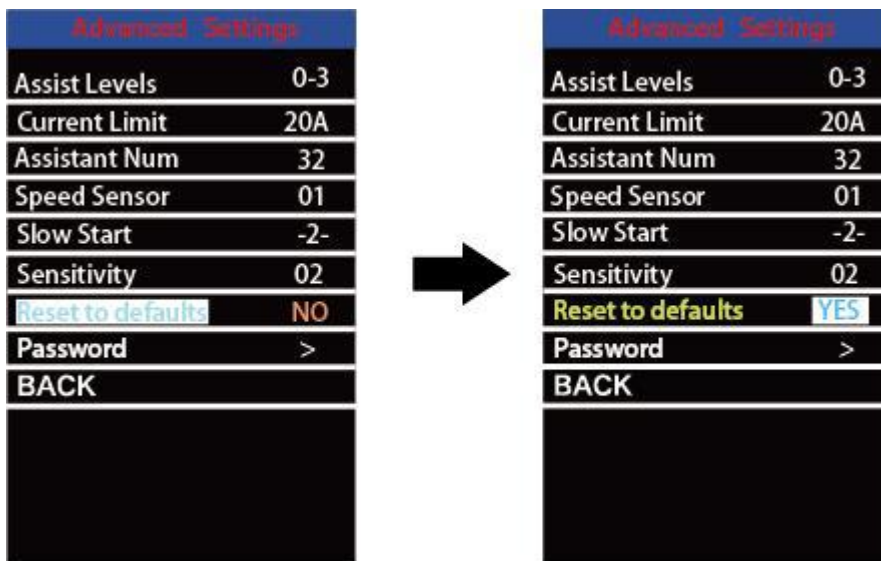 Advanced Settings
Assist Levels 0-3
Current Limit 20A
Assistant Num 32
Speed Sensor 01
Slow Start -2-
Sensitivity 02
Reset to defaults NO
Password >
BACK
Advanced Settings
Assist Levels 0-3
Current Limit 20A
Assistant Num 32
Speed Sensor 01
Slow Start -2-
Sensitivity 02
Reset to defaults YES
Password >
BACK